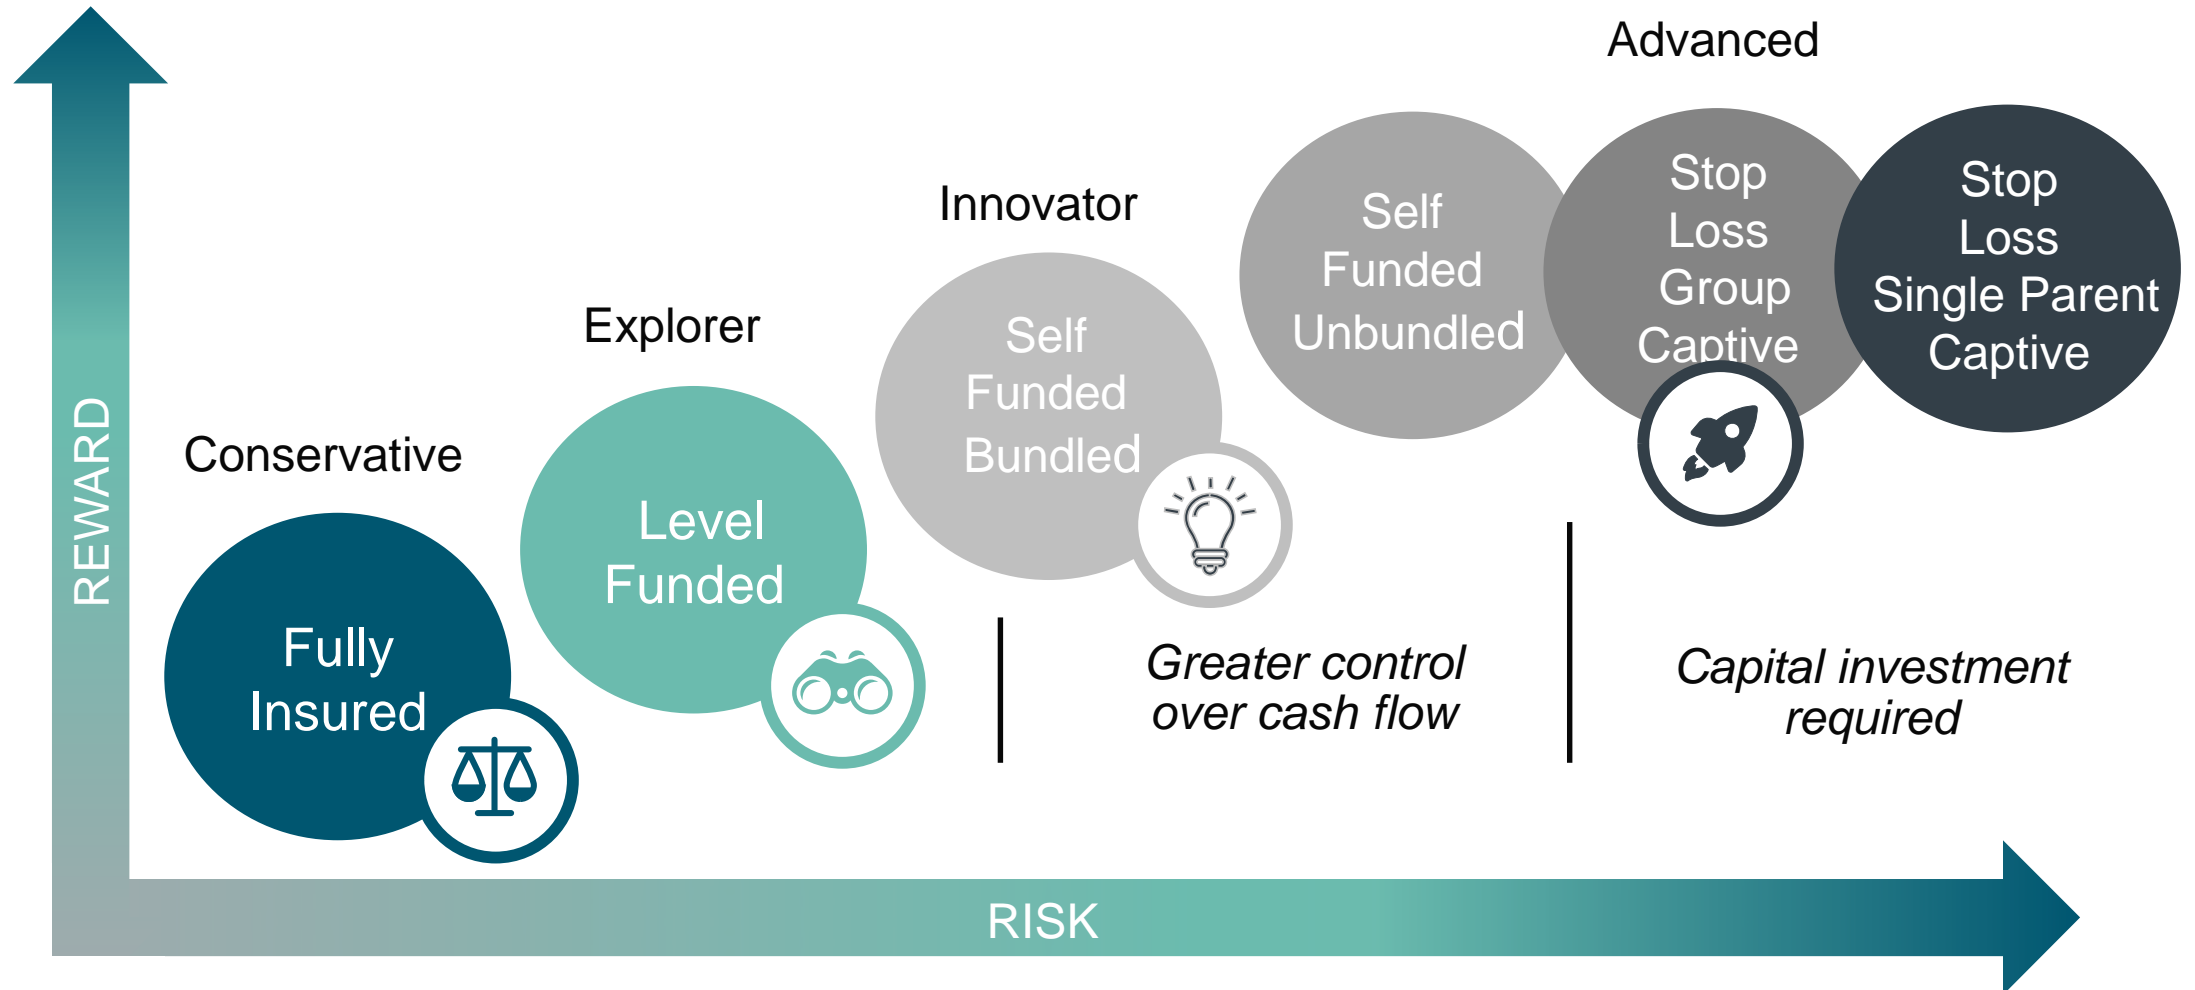 Advanced
Innovator
Explorer
Conservative
REWARD
Fully
Insured
Level
Funded
Self
Funded
Bundled
Self
Funded
Unbundled
Stop
Loss
Group
Captive
Stop
Loss
Single Parent
Captive
Greater control
over cash flow
Capital investment
required
RISK